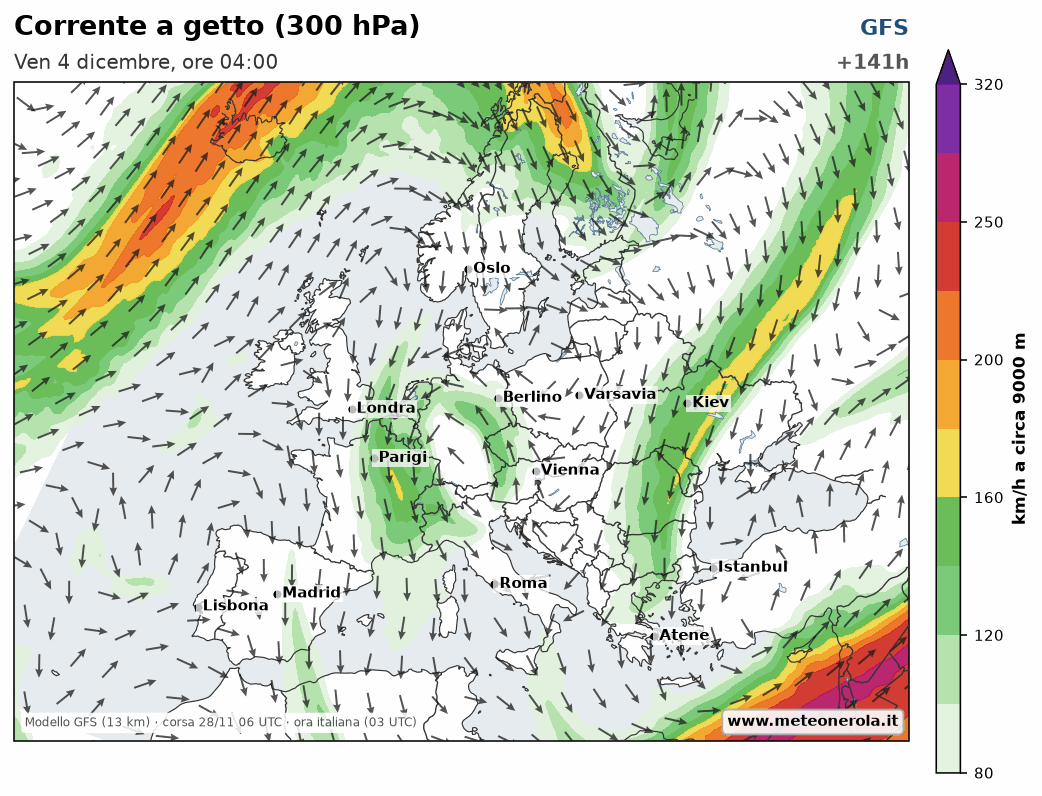 Corrente a getto (300 hPa)
GFS
Ven 4 dicembre, ore 04:00
+141h
320
250
200
160
120
80
km/h a circa 9000 m
Oslo
Berlino
Varsavia
Kiev
Londra
Parigi
Vienna
Istanbul
Roma
Madrid
Lisbona
Atene
Modello GFS (13 km) · corsa 28/11 06 UTC · ora italiana (03 UTC)
www.meteonerola.it